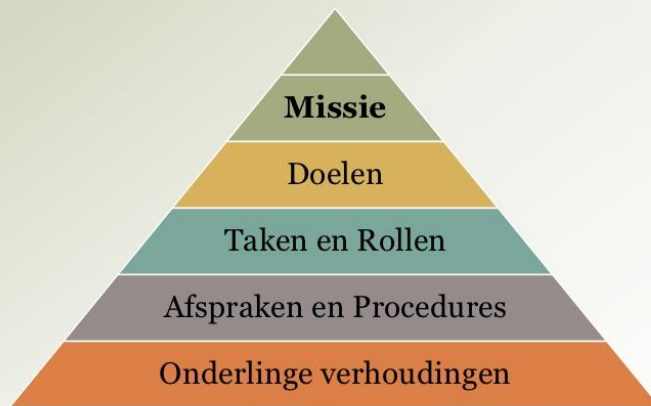 Missie
Doelen
Taken en Rollen
Afspraken en Procedures
Onderlinge verhoudingen